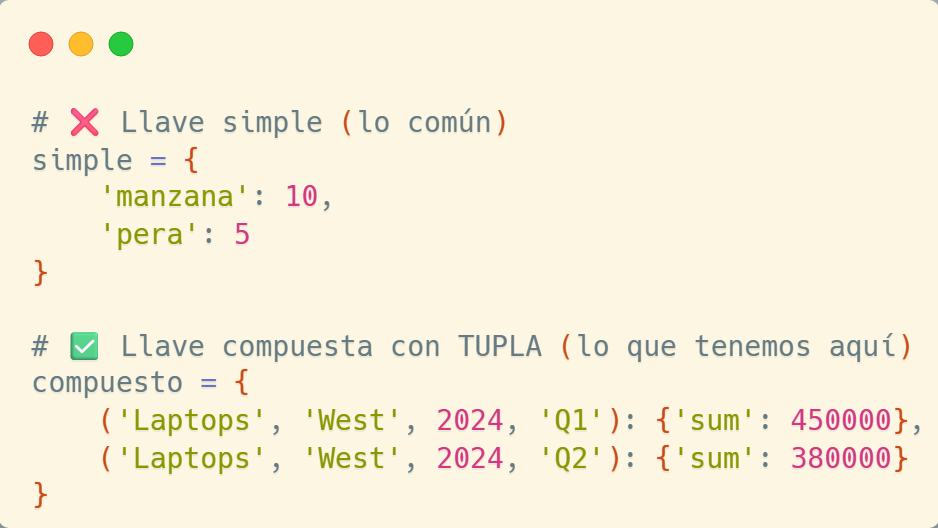 # ❌ Llave simple (lo común)
simple = {
    'manzana': 10,
    'pera': 5
}
# ✅ Llave compuesta con TUPLA (lo que tenemos aquí)
compuesto = {
    ('Laptops', 'West', 2024, 'Q1'): {'sum': 450000},
    ('Laptops', 'West', 2024, 'Q2'): {'sum': 380000}
}